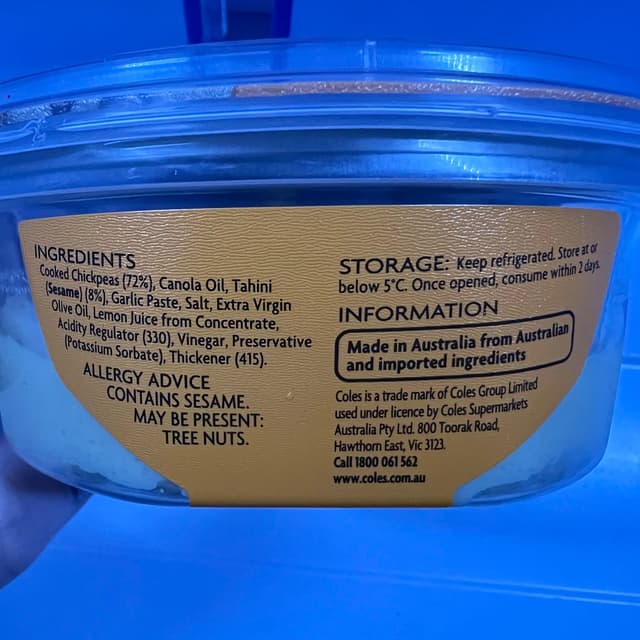 INGREDIENTS
Cooked Chickpeas (72%), Canola Oil, Tahini
(Sesame) (8%), Garlic Paste, Salt, Extra Virgin
Olive Oil, Lemon Juice from Concentrate,
Acidity Regulator (330), Vinegar, Preservative
(Potassium Sorbate), Thickener (415).
ALLERGY ADVICE
CONTAINS SESAME.
MAY BE PRESENT:
TREE NUTS.
STORAGE: Keep refrigerated. Store at or
below 5°C. Once opened, consume within 2 days.
INFORMATION
Made in Australia from Australian
and imported ingredients
Coles is a trade mark of Coles Group Limited
used under licence by Coles Supermarkets
Australia Pty Ltd. 800 Toorak Road,
Hawthorn East, Vic 3123.
Call 1800 061 562
www.coles.com.au